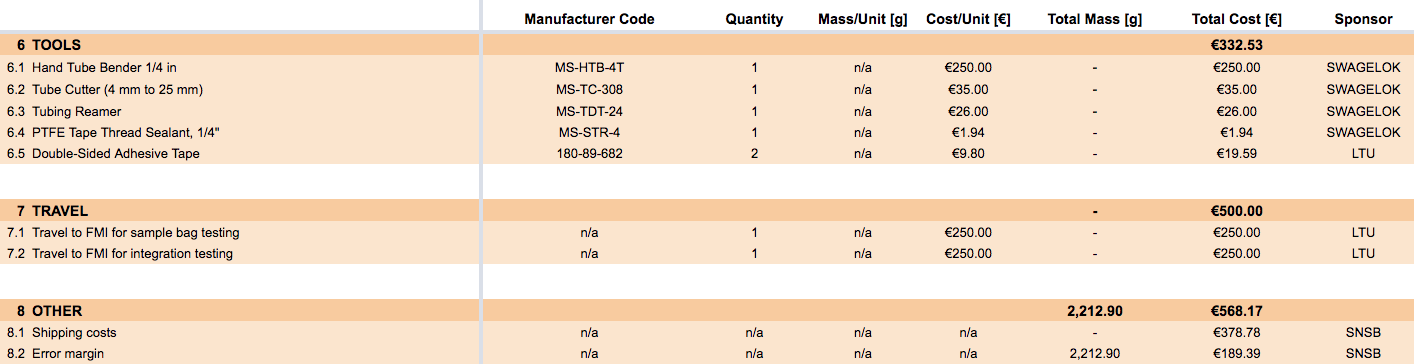 Manufacturer Code Quantity Mass/Unit [g] Cost/Unit [€] Total Mass [g] Total Cost [€] Sponsor
6 TOOLS €332.53
6.1 Hand Tube Bender 1/4 in MS-HTB-4T 1 n/a €250.00 - €250.00 SWAGELOK
6.2 Tube Cutter (4 mm to 25 mm) MS-TC-308 1 n/a €35.00 - €35.00 SWAGELOK
6.3 Tubing Reamer MS-TDT-24 1 n/a €26.00 - €26.00 SWAGELOK
6.4 PTFE Tape Thread Sealant, 1/4" MS-STR-4 1 n/a €1.94 - €1.94 SWAGELOK
6.5 Double-Sided Adhesive Tape 180-89-682 2 n/a €9.80 - €19.59 LTU
7 TRAVEL - €500.00
7.1 Travel to FMI for sample bag testing n/a 1 n/a €250.00 - €250.00 LTU
7.2 Travel to FMI for integration testing n/a 1 n/a €250.00 - €250.00 LTU
8 OTHER 2,212.90 €568.17
8.1 Shipping costs n/a n/a n/a n/a - €378.78 SNSB
8.2 Error margin n/a n/a n/a n/a 2,212.90 €189.39 SNSB